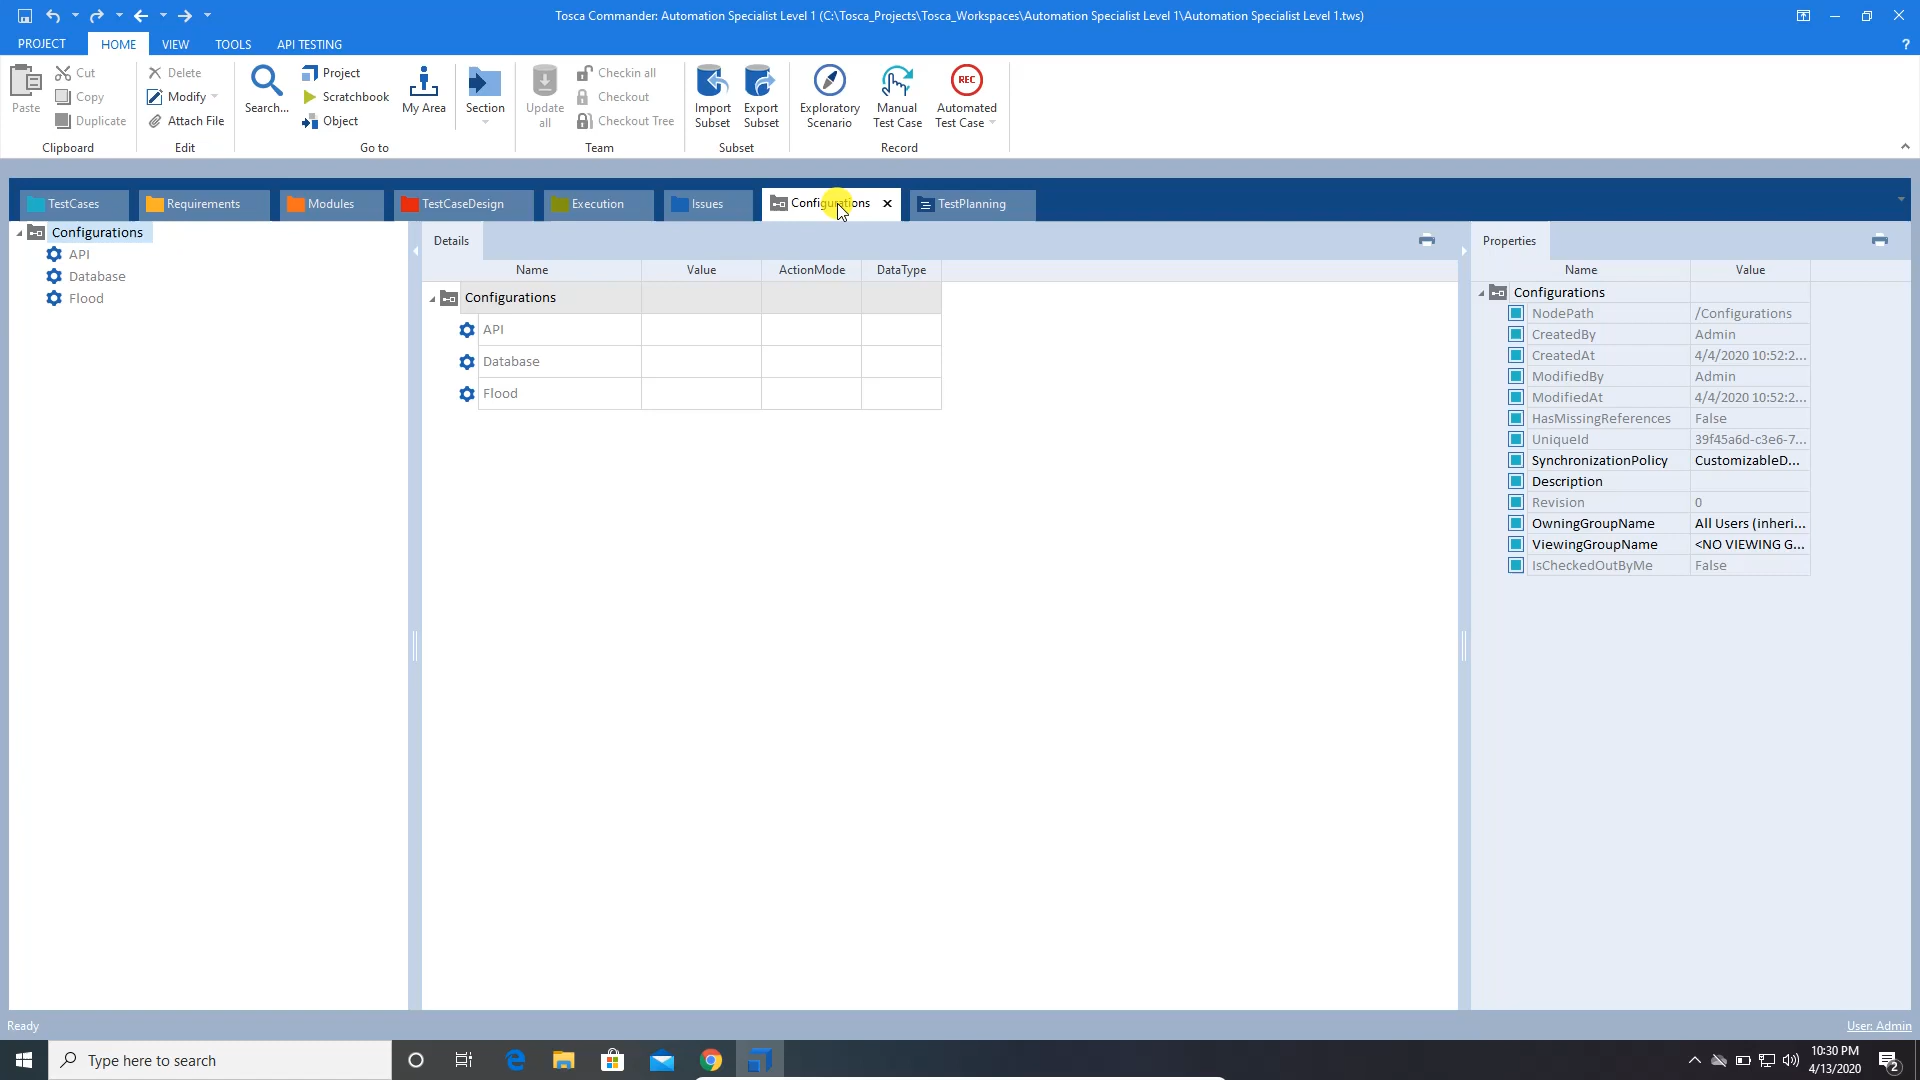 Tosca Commander: Automation Specialist Level 1 (C:\Tosca_Projects\Tosca_Workspaces\Automation Specialist Level 1\Automation Specialist Level 1.tws)
PROJECT HOME VIEW TOOLS API TESTING ?
Paste
Cut
Copy
Duplicate
Clipboard
Delete
Modify
Attach File
Edit
Search...
Project
Scratchbook
Object
My Area
Section
Go to
Update all
Checkin all
Checkout
Checkout Tree
Team
Import Subset
Export Subset
Subset
Exploratory Scenario
Manual Test Case
REC
Automated Test Case
Record
TestCases Requirements Modules TestCaseDesign Execution Issues Configurations TestPlanning
Configurations
API
Database
Flood
Details
Name Value ActionMode DataType
Configurations
API
Database
Flood
Properties
Name Value
Configurations
NodePath /Configurations
CreatedBy Admin
CreatedAt 4/4/2020 10:52:2...
ModifiedBy Admin
ModifiedAt 4/4/2020 10:52:2...
HasMissingReferences False
UniqueId 39f45a6d-c3e6-7...
SynchronizationPolicy CustomizableD...
Description
Revision 0
OwningGroupName All Users (inheri...
ViewingGroupName <NO VIEWING G...
IsCheckedOutByMe False
Ready
User: Admin
Type here to search
10:30 PM
4/13/2020
2